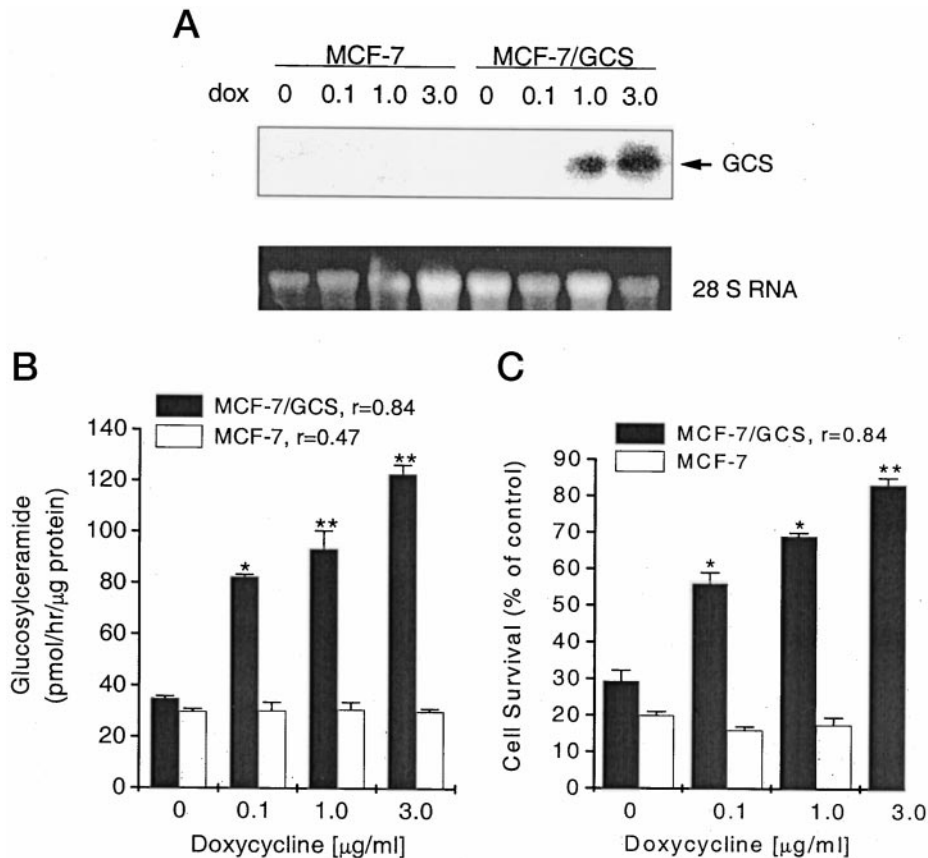 A
MCF-7 MCF-7/GCS
dox 0 0.1 1.0 3.0 0 0.1 1.0 3.0
GCS
28 S RNA
B
MCF-7/GCS, r=0.84
MCF-7, r=0.47
Glucosylceramide
(pmol/hr/µg protein)
140
120
100
80
60
40
20
0
*
**
**
0 0.1 1.0 3.0
Doxycycline [µg/ml]
C
MCF-7/GCS, r=0.84
MCF-7
Cell Survival (% of control)
90
80
70
60
50
40
30
20
10
0
*
*
**
0 0.1 1.0 3.0
Doxycycline [µg/ml]